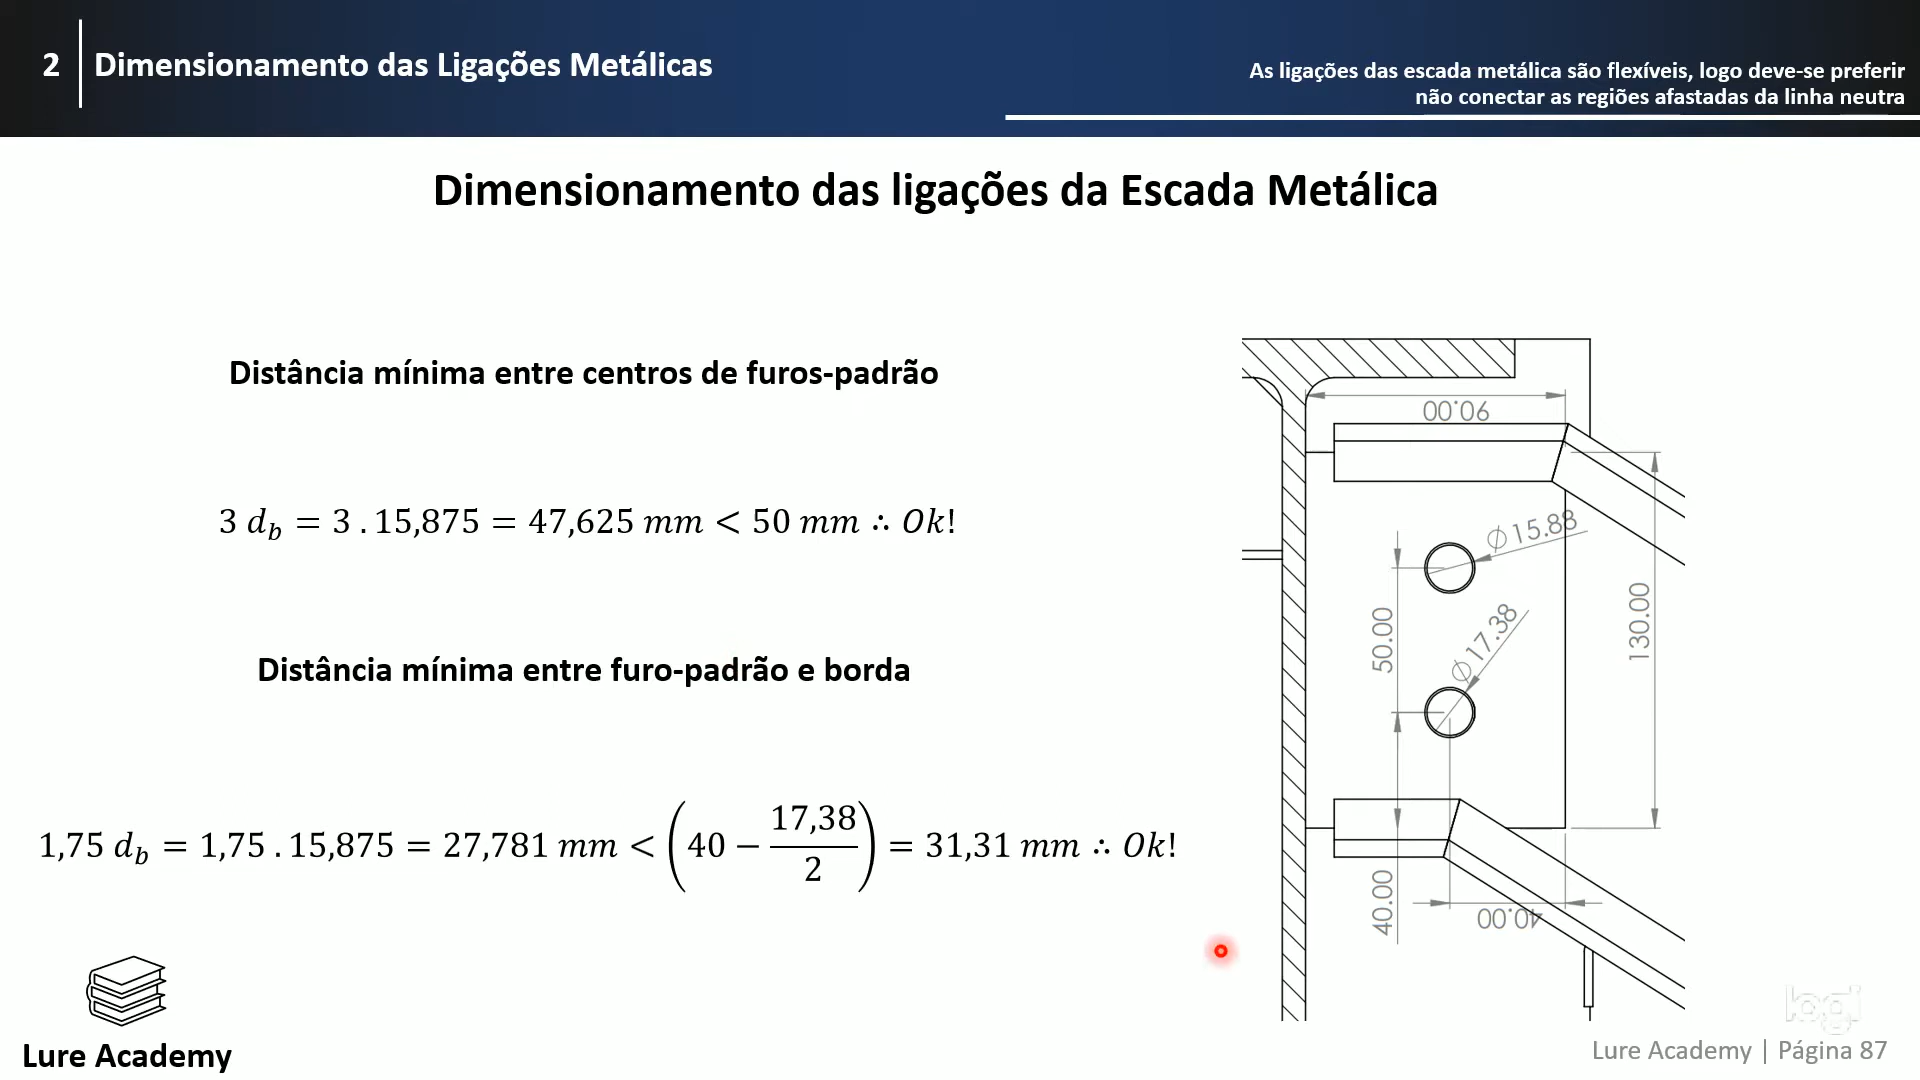 2 | Dimensionamento das Ligações Metálicas
As ligações das escada metálica são flexíveis, logo deve-se preferir
não conectar as regiões afastadas da linha neutra
Dimensionamento das ligações da Escada Metálica
Distância mínima entre centros de furos-padrão
3 d_b = 3 . 15,875 = 47,625 mm < 50 mm ∴ Ok!
Distância mínima entre furo-padrão e borda
1,75 d_b = 1,75 . 15,875 = 27,781 mm < (40 − 17,38/2) = 31,31 mm ∴ Ok!
90.00
Ø 15.88
50.00
Ø 17.38
130.00
40.00
40.00
Lure Academy
logi
Lure Academy | Página 87